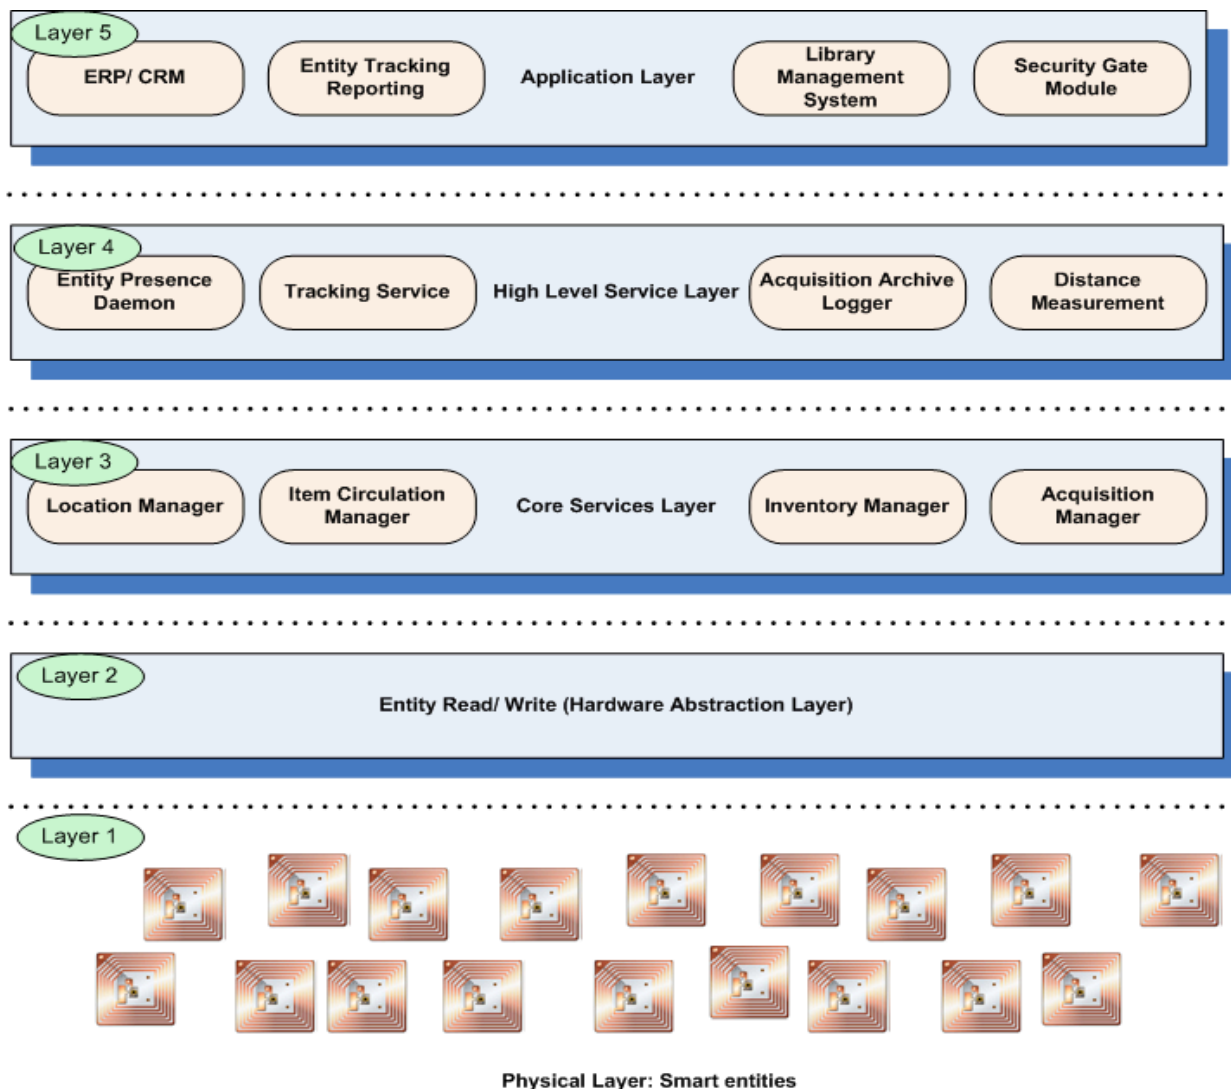 Layer 5
ERP/ CRM
Entity Tracking
Reporting
Application Layer
Library
Management
System
Security Gate
Module
Layer 4
Entity Presence
Daemon
Tracking Service
High Level Service Layer
Acquisition Archive
Logger
Distance
Measurement
Layer 3
Location Manager
Item Circulation
Manager
Core Services Layer
Inventory Manager
Acquisition
Manager
Layer 2
Entity Read/ Write (Hardware Abstraction Layer)
Layer 1
Physical Layer: Smart entities